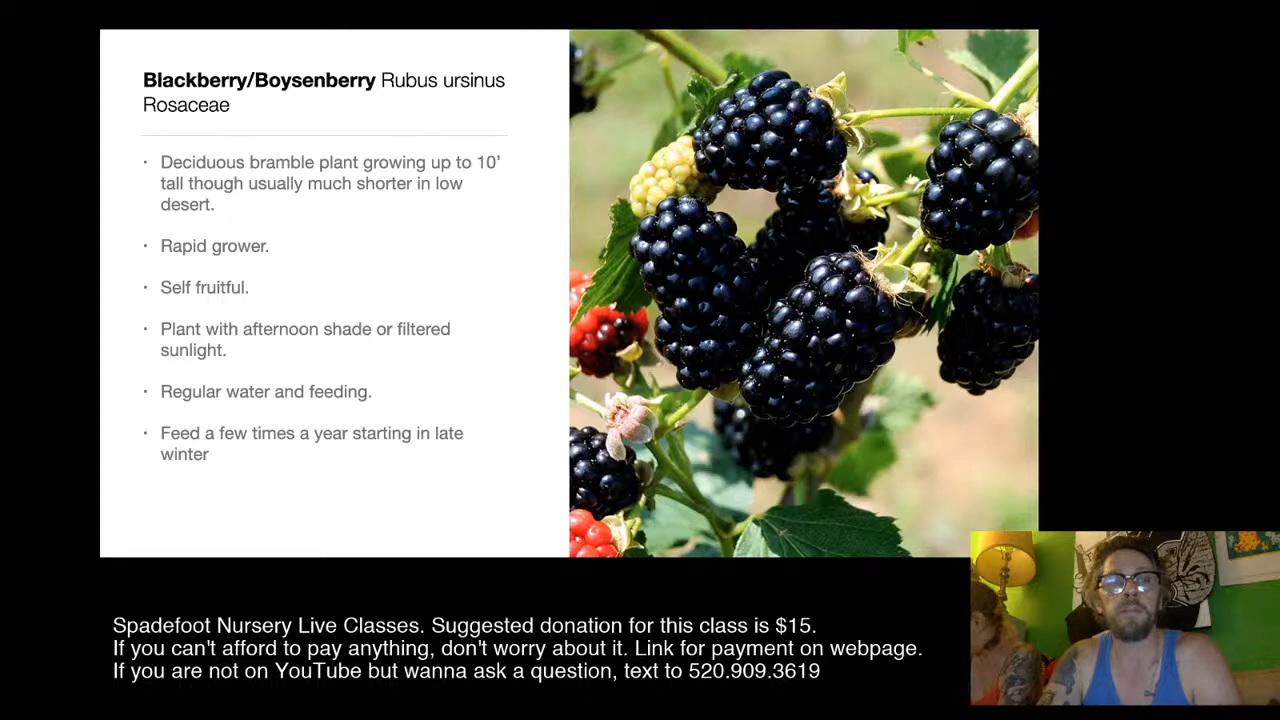 Blackberry/Boysenberry Rubus ursinus
Rosaceae
· Deciduous bramble plant growing up to 10’
tall though usually much shorter in low
desert.
· Rapid grower.
· Self fruitful.
· Plant with afternoon shade or filtered
sunlight.
· Regular water and feeding.
· Feed a few times a year starting in late
winter
Spadefoot Nursery Live Classes. Suggested donation for this class is $15.
If you can't afford to pay anything, don't worry about it. Link for payment on webpage.
If you are not on YouTube but wanna ask a question, text to 520.909.3619